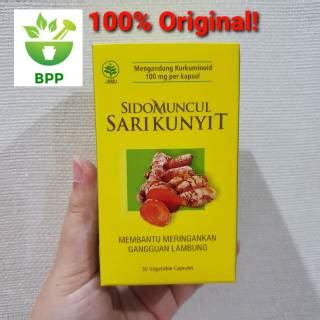 100% Original!
BPP
JAMU
Mengandung Kurkuminoid
100 mg per kapsul
SIDOMUNCUL
SARI KUNYIT
MEMBANTU MERINGANKAN
GANGGUAN LAMBUNG
50 Vegetable Capsules